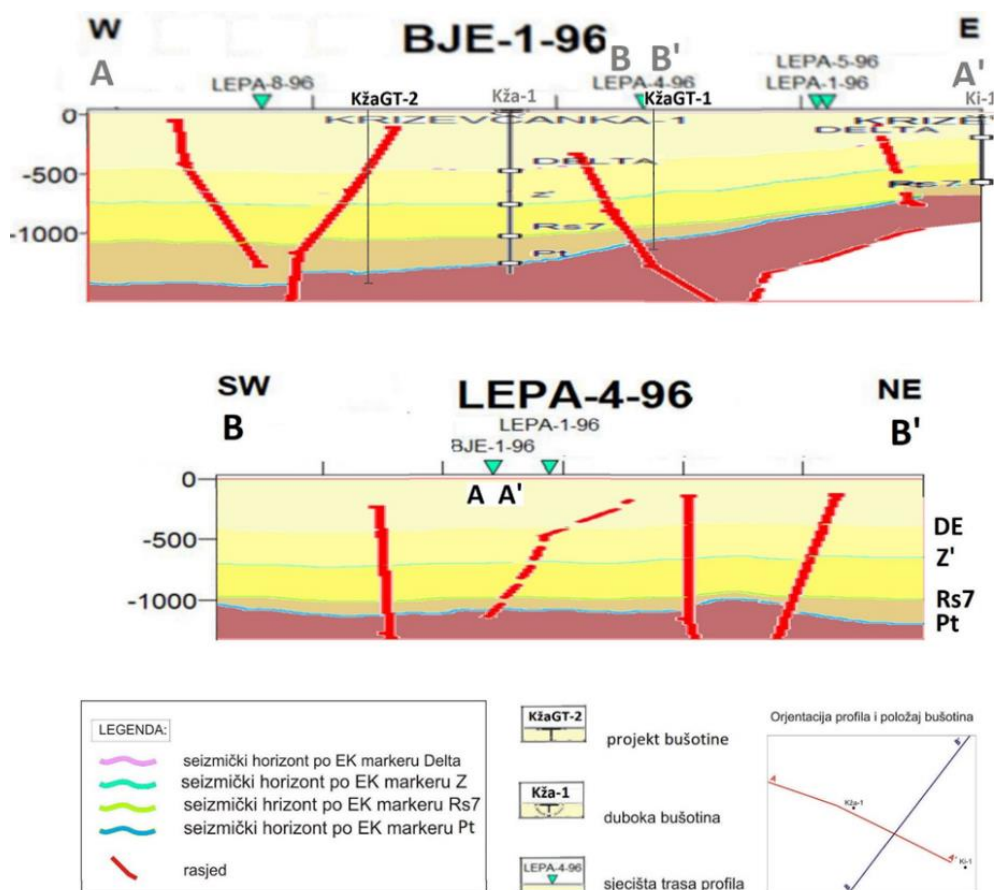 W
BJE-1-96
E
A
LEPA-8-96
B B'
LEPA-4-96
LEPA-5-96
LEPA-1-96
A'
KžaGT-2
Kža-1
KžaGT-1
Ki-1
0
KRIZEVČANKA-1
DELTA
KRIZE
DELTA
-500
Z'
Rs7
Rs7
-1000
Pt
SW
LEPA-4-96
NE
B
LEPA-1-96
BJE-1-96
B'
0
A A'
DE
-500
Z'
-1000
Rs7
Pt
LEGENDA:
seizmički horizont po EK markeru Delta
seizmički horizont po EK markeru Z
seizmički hrizont po EK markeru Rs7
seizmički horizont po EK markeru Pt
rasjed
KžaGT-2
projekt bušotine
Kža-1
duboka bušotina
LEPA-4-96
sjecišta trasa profila
Orjentacija profila i položaj bušotina
A
Kža-1
A'
Ki-1